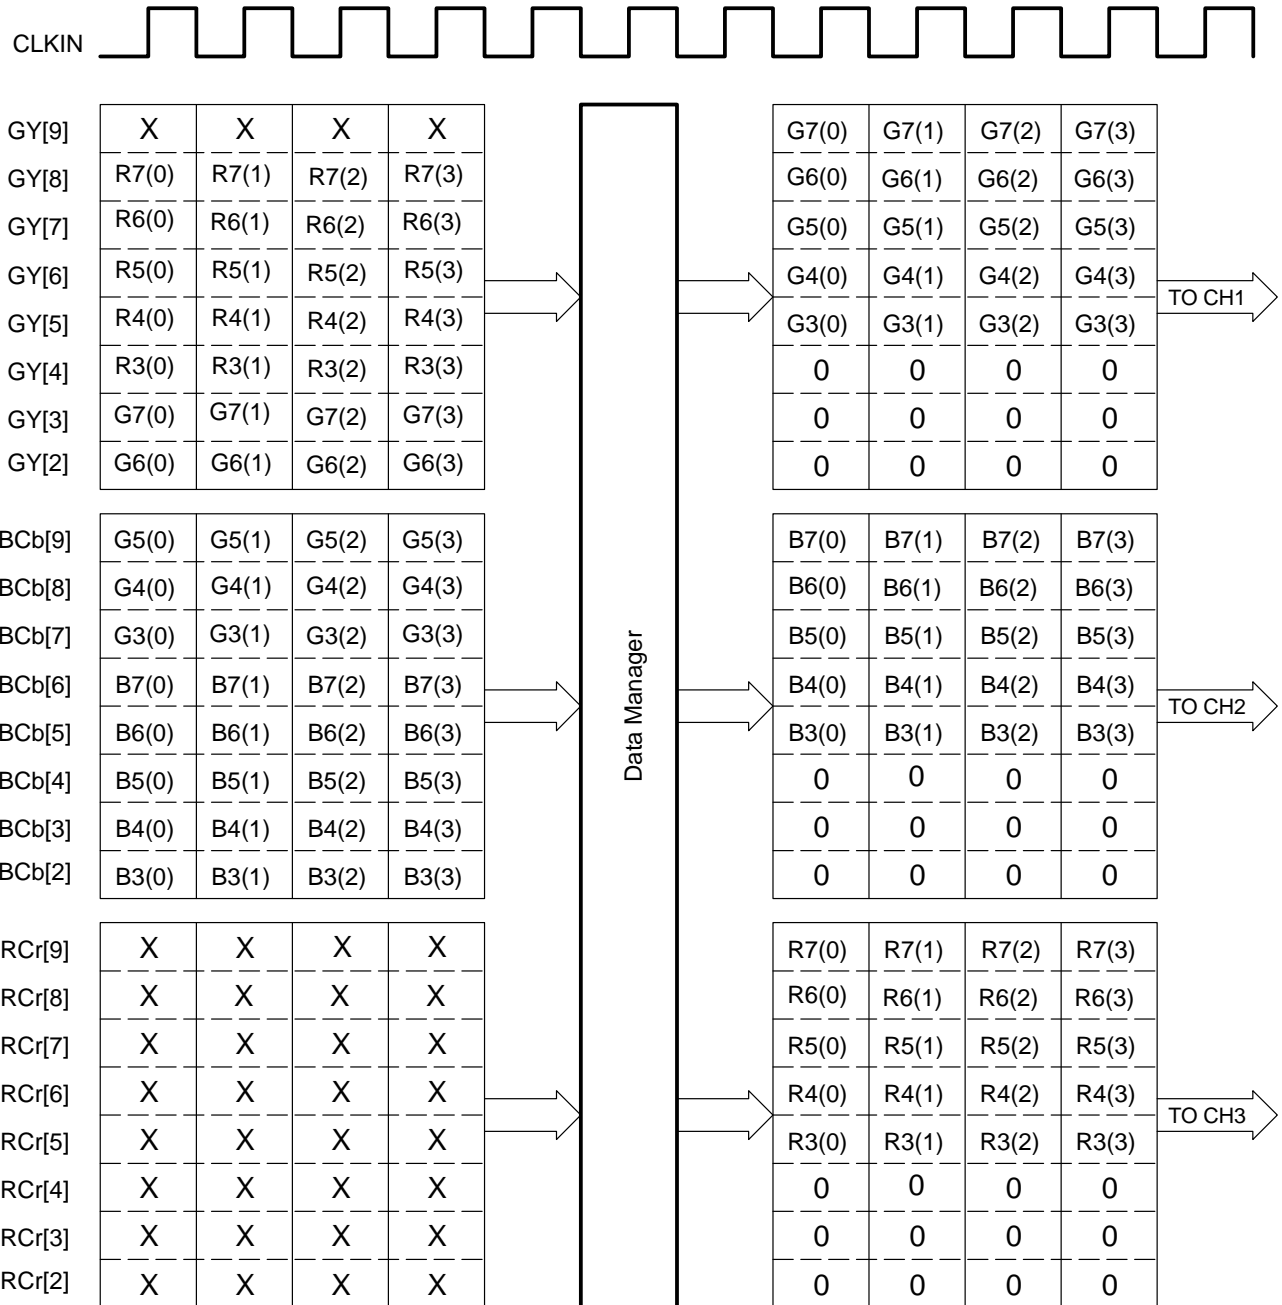 CLKIN
GY[9] X X X X G7(0) G7(1) G7(2) G7(3)
GY[8] R7(0) R7(1) R7(2) R7(3) G6(0) G6(1) G6(2) G6(3)
GY[7] R6(0) R6(1) R6(2) R6(3) G5(0) G5(1) G5(2) G5(3)
GY[6] R5(0) R5(1) R5(2) R5(3) G4(0) G4(1) G4(2) G4(3)
TO CH1
GY[5] R4(0) R4(1) R4(2) R4(3) G3(0) G3(1) G3(2) G3(3)
GY[4] R3(0) R3(1) R3(2) R3(3) 0 0 0 0
GY[3] G7(0) G7(1) G7(2) G7(3) 0 0 0 0
GY[2] G6(0) G6(1) G6(2) G6(3) 0 0 0 0
BCb[9] G5(0) G5(1) G5(2) G5(3) B7(0) B7(1) B7(2) B7(3)
BCb[8] G4(0) G4(1) G4(2) G4(3) B6(0) B6(1) B6(2) B6(3)
BCb[7] G3(0) G3(1) G3(2) G3(3) B5(0) B5(1) B5(2) B5(3)
BCb[6] B7(0) B7(1) B7(2) B7(3) B4(0) B4(1) B4(2) B4(3)
Data Manager
TO CH2
BCb[5] B6(0) B6(1) B6(2) B6(3) B3(0) B3(1) B3(2) B3(3)
BCb[4] B5(0) B5(1) B5(2) B5(3) 0 0 0 0
BCb[3] B4(0) B4(1) B4(2) B4(3) 0 0 0 0
BCb[2] B3(0) B3(1) B3(2) B3(3) 0 0 0 0
RCr[9] X X X X R7(0) R7(1) R7(2) R7(3)
RCr[8] X X X X R6(0) R6(1) R6(2) R6(3)
RCr[7] X X X X R5(0) R5(1) R5(2) R5(3)
RCr[6] X X X X R4(0) R4(1) R4(2) R4(3)
TO CH3
RCr[5] X X X X R3(0) R3(1) R3(2) R3(3)
RCr[4] X X X X 0 0 0 0
RCr[3] X X X X 0 0 0 0
RCr[2] X X X X 0 0 0 0